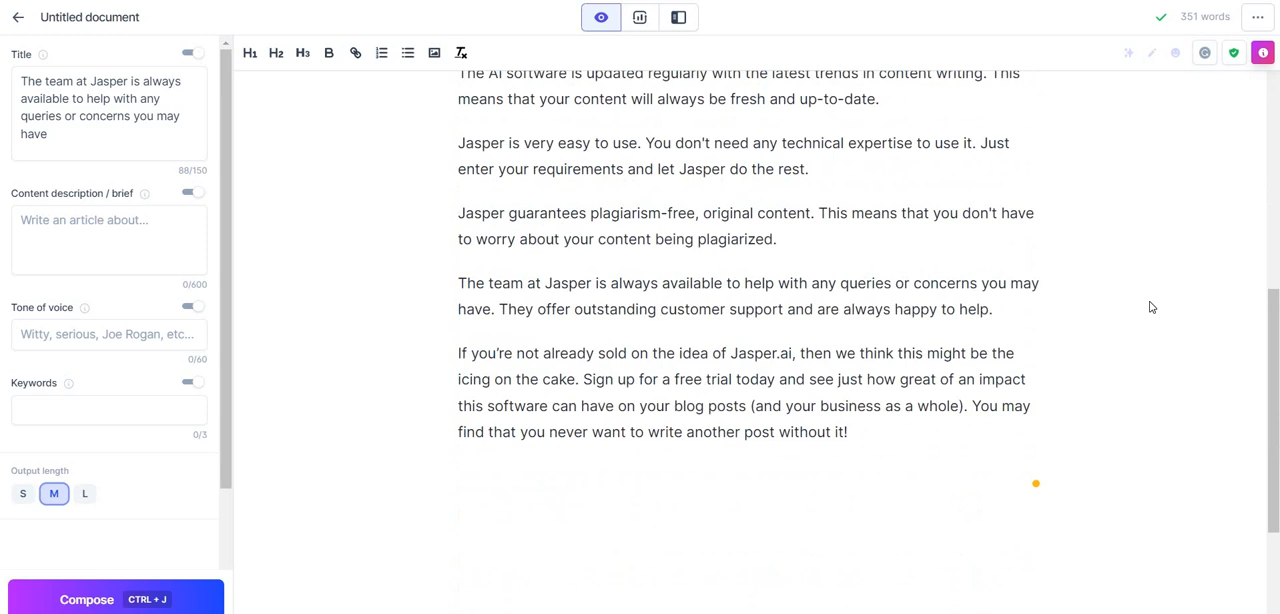 Untitled document
351 words
Title
The team at Jasper is always
available to help with any
queries or concerns you may
have
88/150
Content description / brief
Write an article about...
0/600
Tone of voice
Witty, serious, Joe Rogan, etc...
0/60
Keywords
0/3
Output length
S M L
Compose CTRL + J
H1 H2 H3 B
The AI software is updated regularly with the latest trends in content writing. This
means that your content will always be fresh and up-to-date.
Jasper is very easy to use. You don't need any technical expertise to use it. Just
enter your requirements and let Jasper do the rest.
Jasper guarantees plagiarism-free, original content. This means that you don't have
to worry about your content being plagiarized.
The team at Jasper is always available to help with any queries or concerns you may
have. They offer outstanding customer support and are always happy to help.
If you’re not already sold on the idea of Jasper.ai, then we think this might be the
icing on the cake. Sign up for a free trial today and see just how great of an impact
this software can have on your blog posts (and your business as a whole). You may
find that you never want to write another post without it!